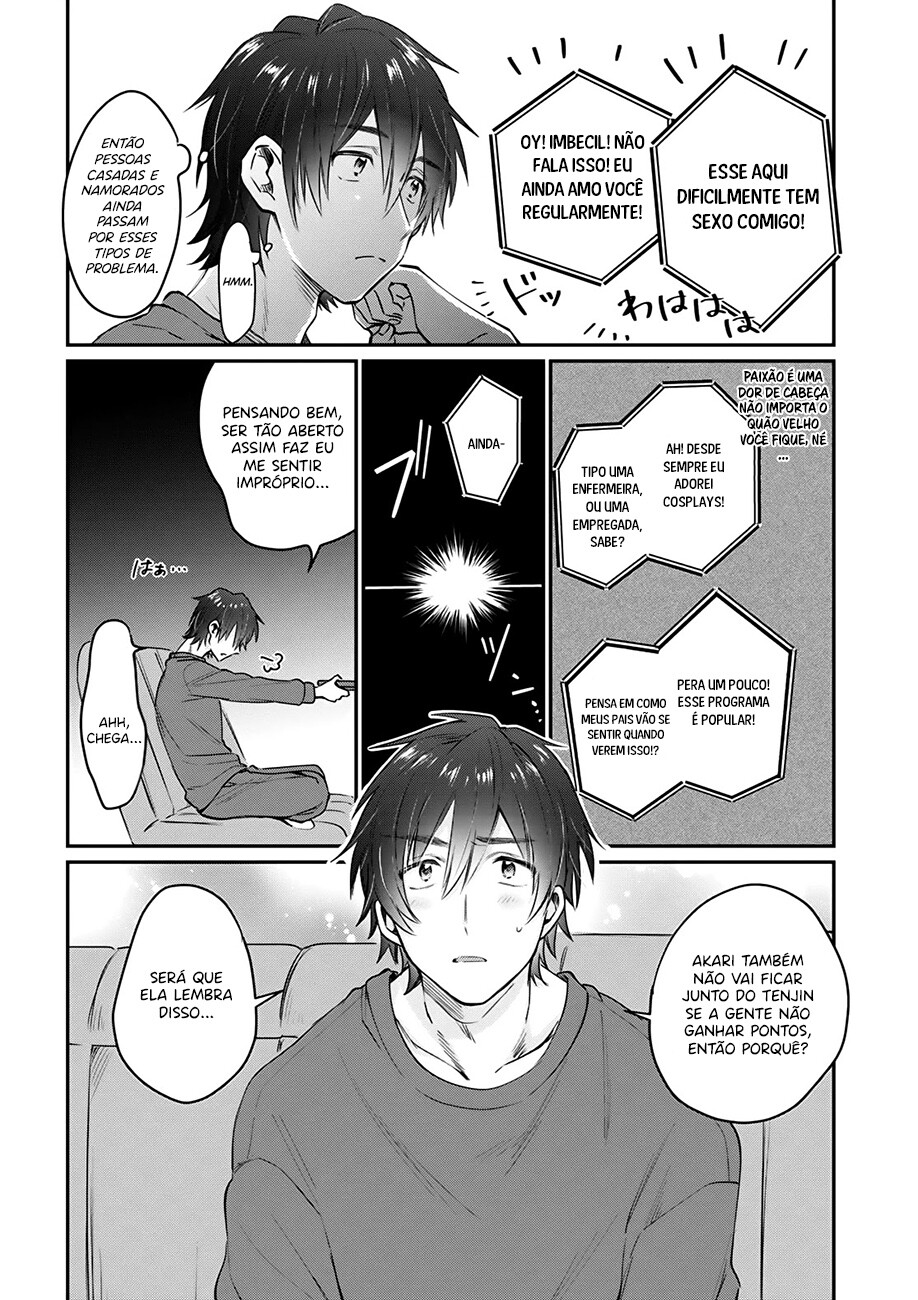 ESSE AQUI
DIFICILMENTE TEM
SEXO COMIGO!
OY! IMBECIL! NÃO
FALA ISSO! EU
AINDA AMO VOCÊ
REGULARMENTE!
ドッ
わはははは
ENTÃO
PESSOAS
CASADAS E
NAMORADOS
AINDA
PASSAM
POR ESSES
TIPOS DE
PROBLEMA.
HMM.
PAIXÃO É UMA
DOR DE CABEÇA
NÃO IMPORTA O
QUÃO VELHO
VOCÊ FIQUE, NÉ
...
AH! DESDE
SEMPRE EU
ADOREI
COSPLAYS!
TIPO UMA
ENFERMEIRA,
OU UMA
EMPREGADA,
SABE?
PERA UM POUCO!
ESSE PROGRAMA
É POPULAR!
PENSA EM COMO
MEUS PAIS VÃO SE
SENTIR QUANDO
VEREM ISSO!?
AINDA-
PENSANDO BEM,
SER TÃO ABERTO
ASSIM FAZ EU
ME SENTIR
IMPRÓPRIO...
はぁ…
AHH,
CHEGA...
AKARI TAMBÉM
NÃO VAI FICAR
JUNTO DO TENJIN
SE A GENTE NÃO
GANHAR PONTOS,
ENTÃO PORQUÊ?
SERÁ QUE
ELA LEMBRA
DISSO...